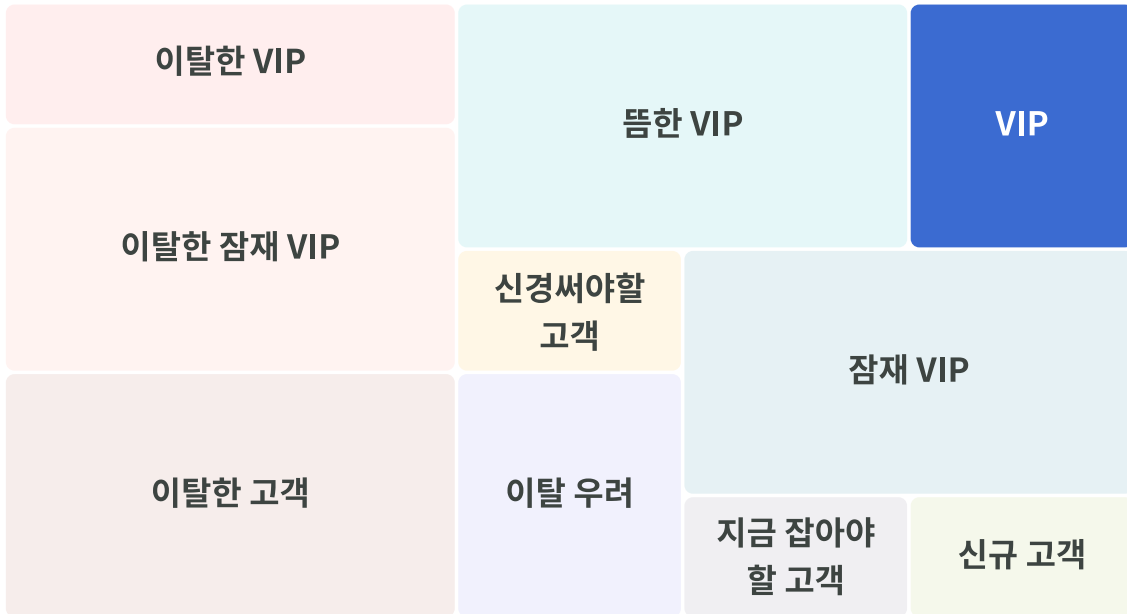 이탈한 VIP
뜸한 VIP
VIP
이탈한 잠재 VIP
신경써야할
고객
잠재 VIP
이탈한 고객
이탈 우려
지금 잡아야
할 고객
신규 고객